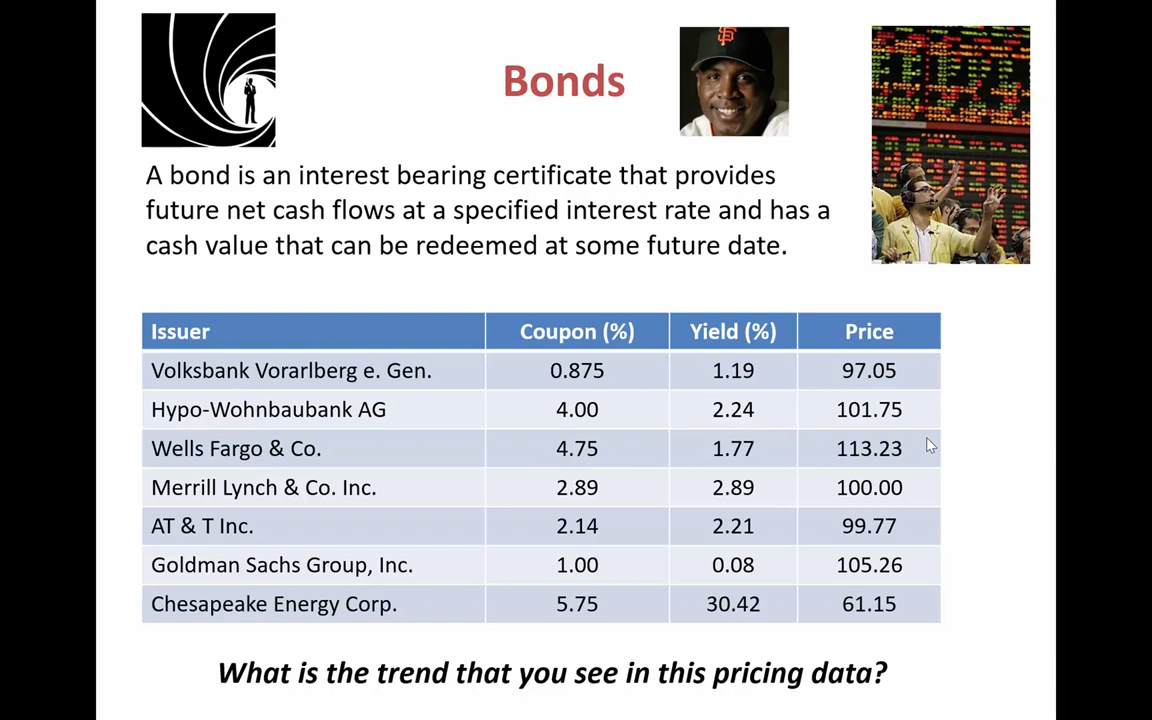 Bonds
SF
A bond is an interest bearing certificate that provides
future net cash flows at a specified interest rate and has a
cash value that can be redeemed at some future date.
Issuer Coupon (%) Yield (%) Price
Volksbank Vorarlberg e. Gen. 0.875 1.19 97.05
Hypo-Wohnbaubank AG 4.00 2.24 101.75
Wells Fargo & Co. 4.75 1.77 113.23
Merrill Lynch & Co. Inc. 2.89 2.89 100.00
AT & T Inc. 2.14 2.21 99.77
Goldman Sachs Group, Inc. 1.00 0.08 105.26
Chesapeake Energy Corp. 5.75 30.42 61.15
What is the trend that you see in this pricing data?